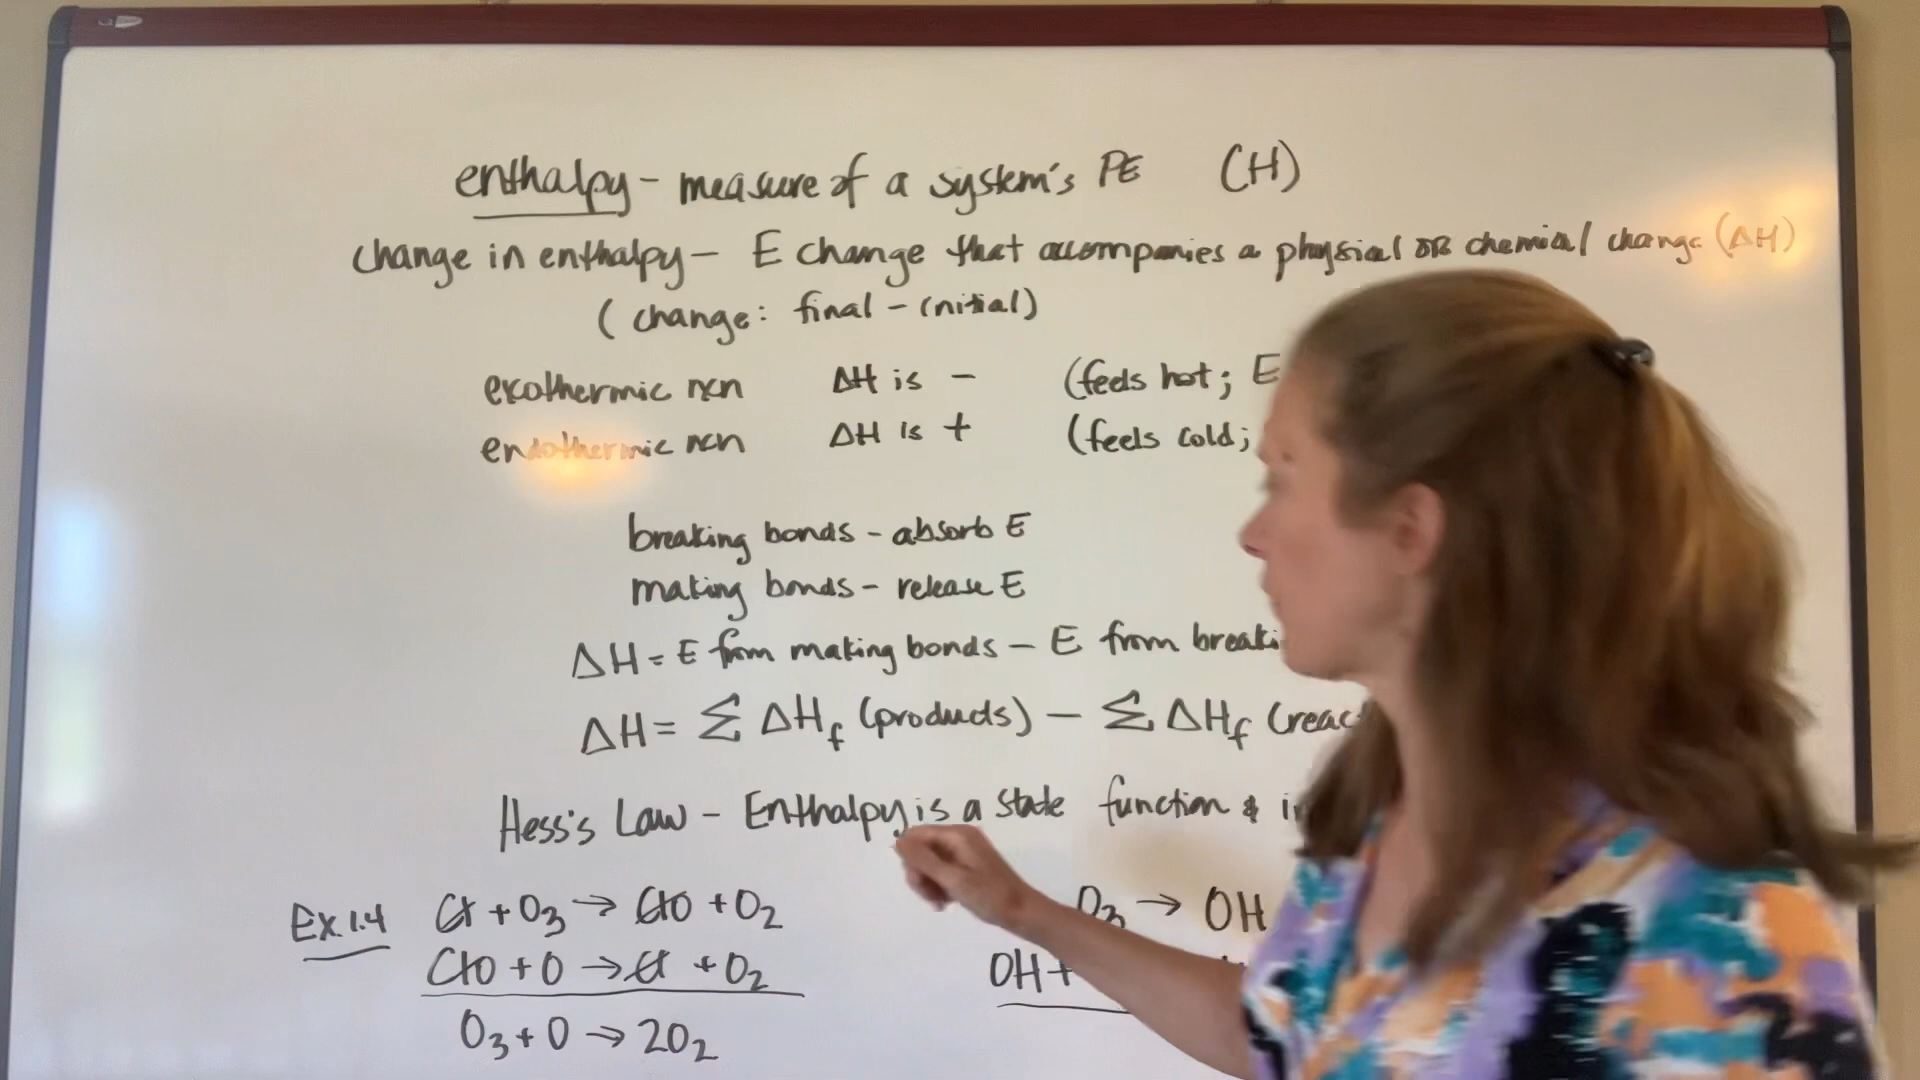 enthalpy - measure of a system's PE (H)
change in enthalpy - E change that accompanies a physical OR chemical change (ΔH)
(change: final - initial)
exothermic rxn ΔH is - (feels hot; E
endothermic rxn ΔH is + (feels cold;
breaking bonds - absorb E
making bonds - release E
ΔH = E from making bonds - E from breaki
ΔH = Σ ΔHf (products) - Σ ΔHf (reac
Hess's Law - Enthalpy is a state function & i
Ex 1.4 Cl + O3 → ClO + O2 O3 → OH
ClO + O → Cl + O2 OH +
O3 + O → 2O2